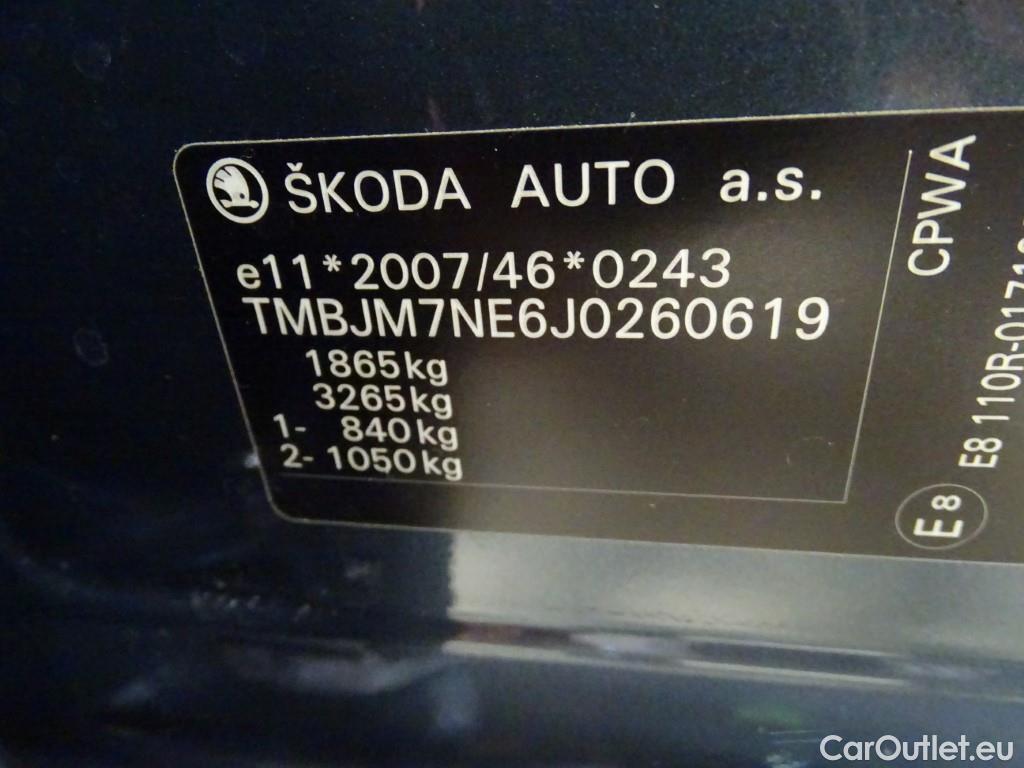 ŠKODA AUTO a.s.
e11*2007/46*0243
TMBJM7NE6J0260619
1865kg
3265kg
1- 840kg
2- 1050kg
CPWA
E8 110R-0171
E8
CarOutlet.eu